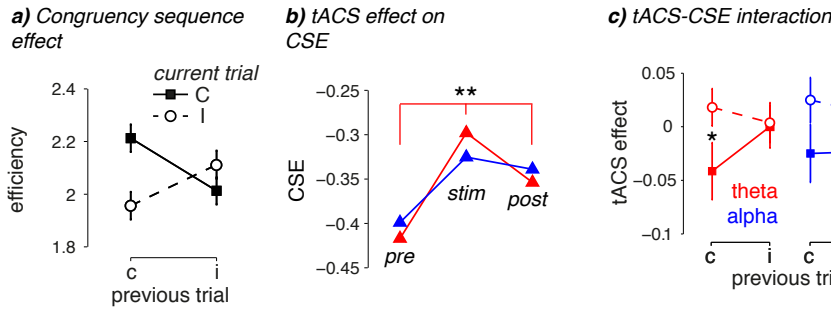 a) Congruency sequence
effect
current trial
C
I
2.4
2.2
2
1.8
efficiency
c
i
previous trial
b) tACS effect on
CSE
−0.25
−0.3
−0.35
−0.4
−0.45
CSE
**
pre
stim
post
c) tACS-CSE interaction
0.05
0
−0.05
−0.1
tACS effect
*
theta
alpha
c
i
c
previous tria